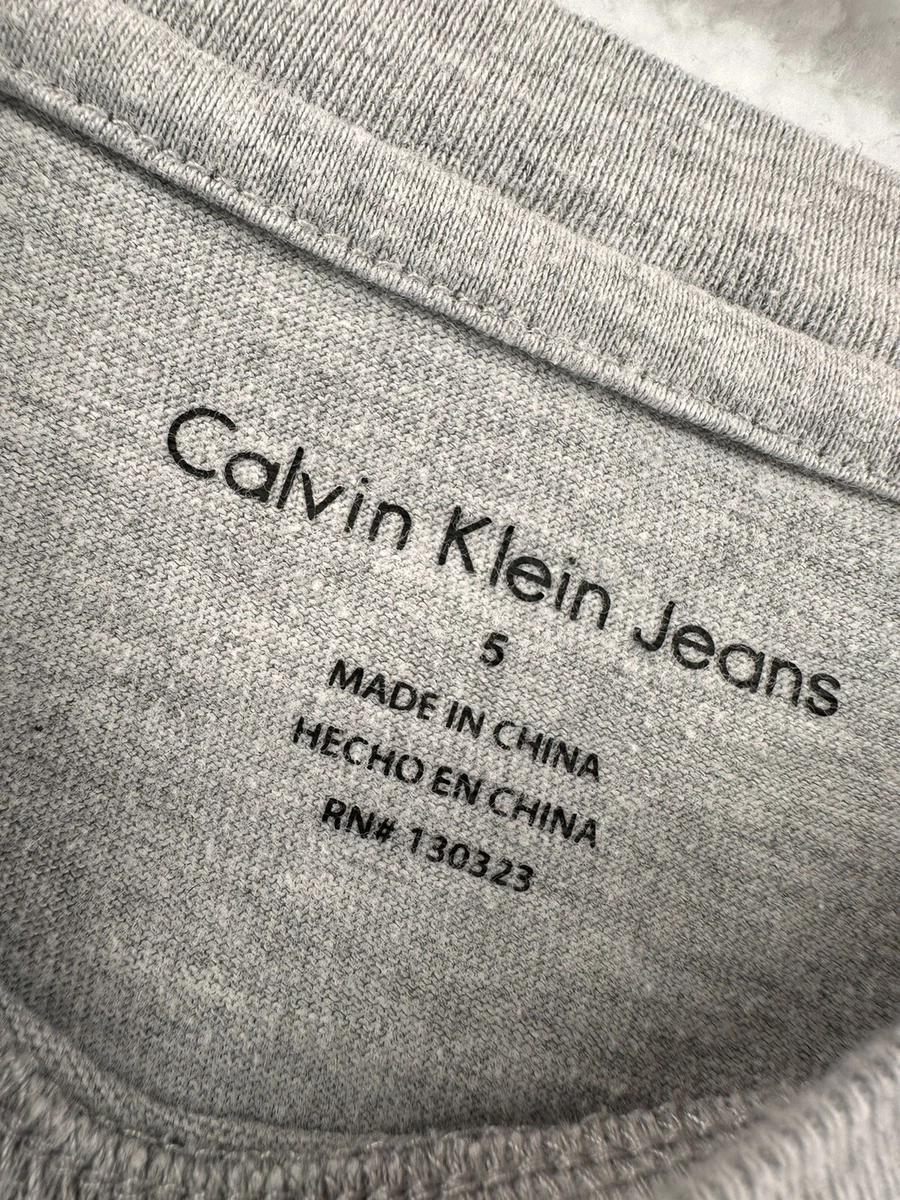 Calvin Klein Jeans
5
MADE IN CHINA
HECHO EN CHINA
RN# 130323